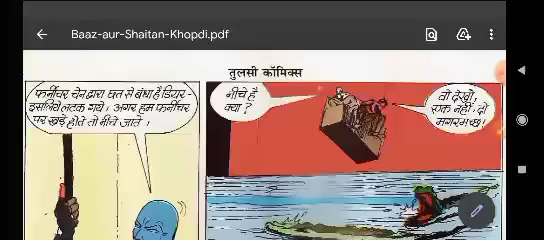 Baaz-aur-Shaitan-Khopdi.pdf
तुलसी कॉमिक्स
फर्नीचर चेन द्वारा छत से बंधा है डियर-
इसलिये लटक गये। अगर हम फर्नीचर
पर खड़े होते तो नीचे जाते।
नीचे है
क्या?
वो देखो,
एक नहीं, दो
मगरमच्छ।